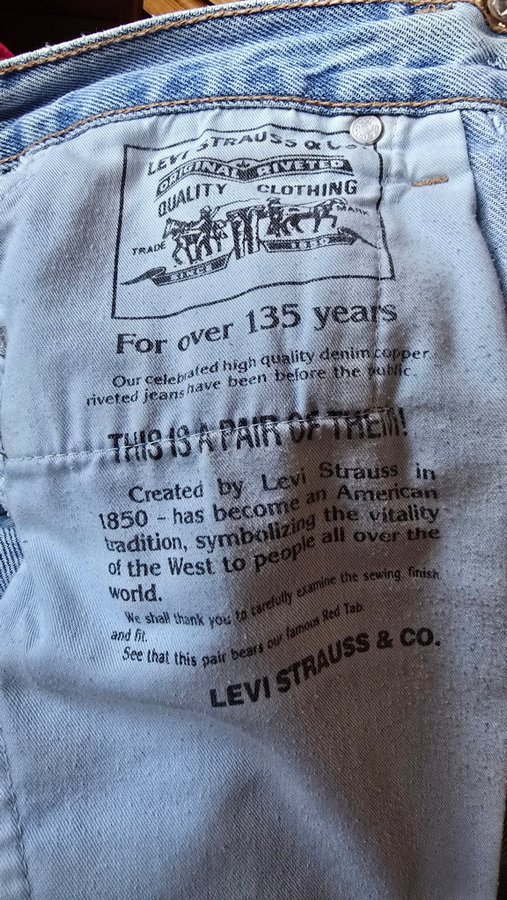 LEVI STRAUSS & CO.
ORIGINAL RIVETED
QUALITY CLOTHING
TRADE MARK
SINCE 1850
For over 135 years
Our celebrated high quality denim copper
riveted jeans have been before the public.
THIS IS A PAIR OF THEM!
Created by Levi Strauss in
1850 - has become an American
tradition, symbolizing the vitality
of the West to people all over the
world.
We shall thank you to carefully examine the sewing, finish
and fit.
See that this pair bears our famous Red Tab.
LEVI STRAUSS & CO.